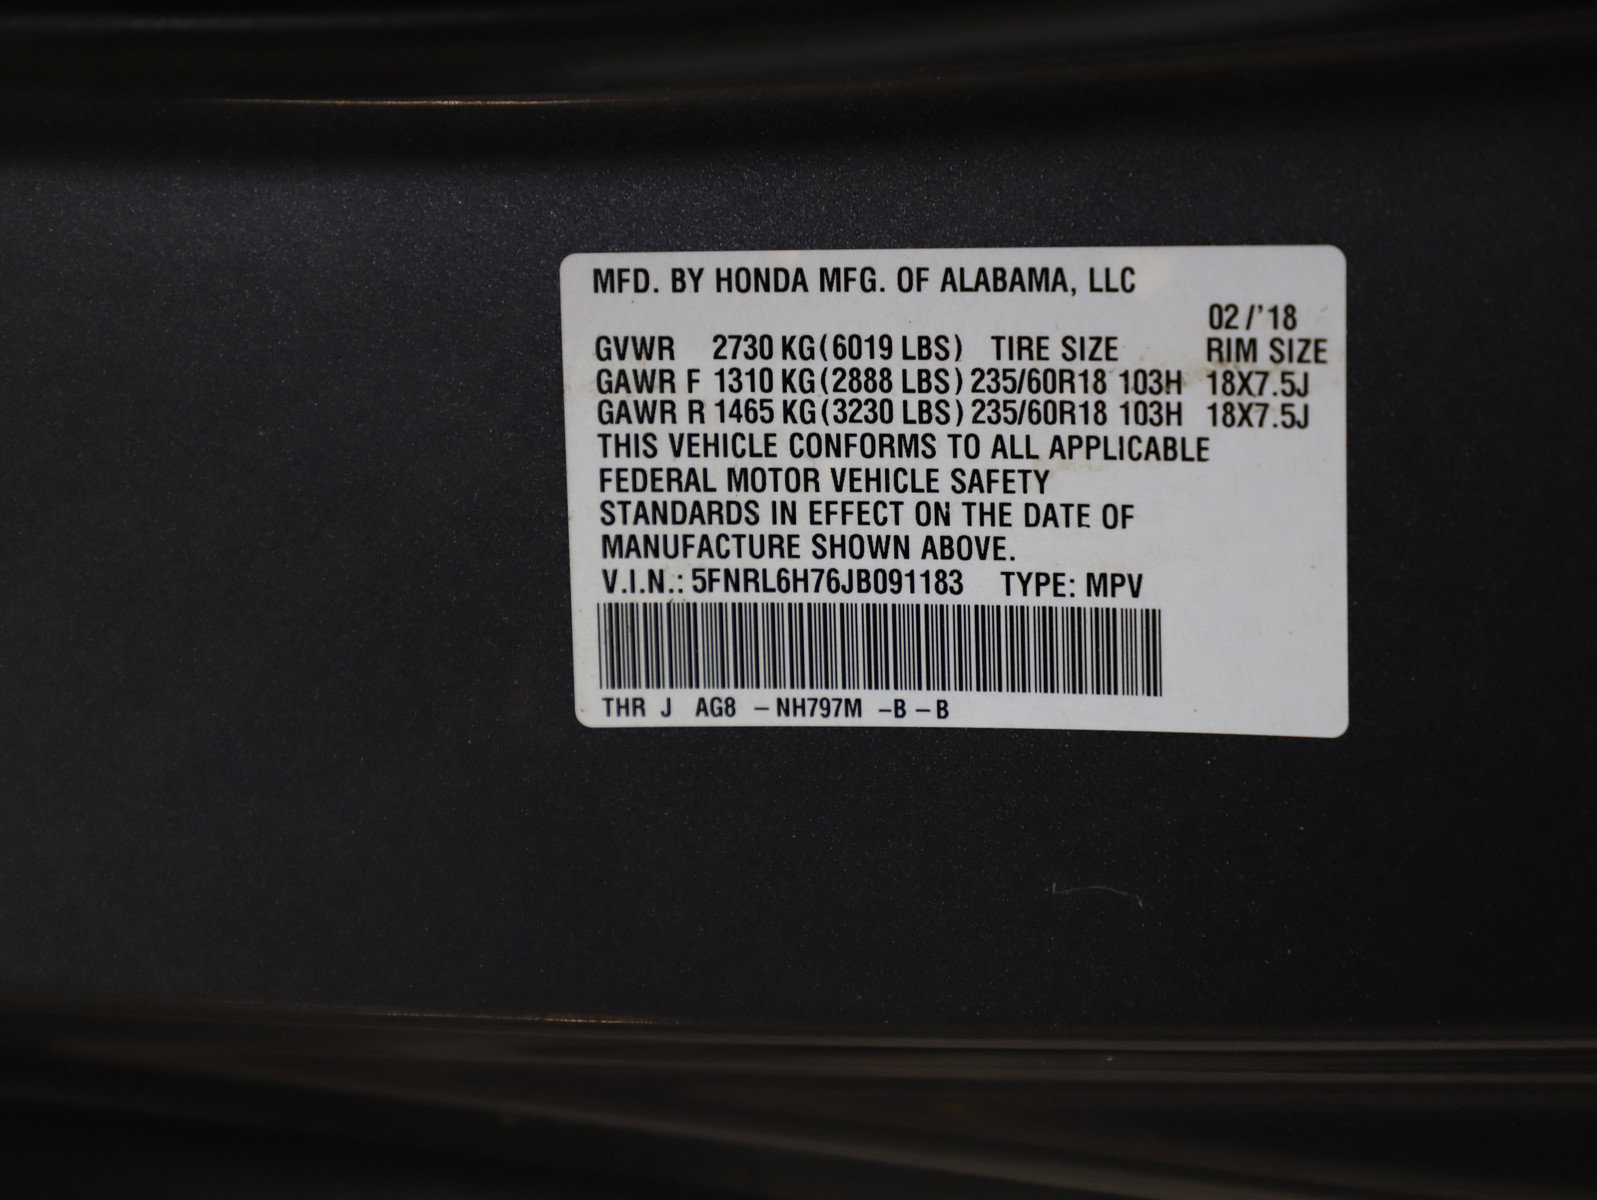 MFD. BY HONDA MFG. OF ALABAMA, LLC
02/'18
GVWR 2730 KG(6019 LBS) TIRE SIZE RIM SIZE
GAWR F 1310 KG(2888 LBS) 235/60R18 103H 18X7.5J
GAWR R 1465 KG(3230 LBS) 235/60R18 103H 18X7.5J
THIS VEHICLE CONFORMS TO ALL APPLICABLE
FEDERAL MOTOR VEHICLE SAFETY
STANDARDS IN EFFECT ON THE DATE OF
MANUFACTURE SHOWN ABOVE.
V.I.N.: 5FNRL6H76JB091183 TYPE: MPV
THR J AG8 -NH797M -B-B